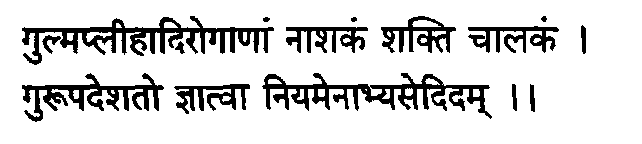 गुल्मप्लीहादिरोगाणां नाशकं शक्ति चालकं ।
गुरूपदेशतो ज्ञात्वा नियमेनाभ्यसेदिदम् ।।